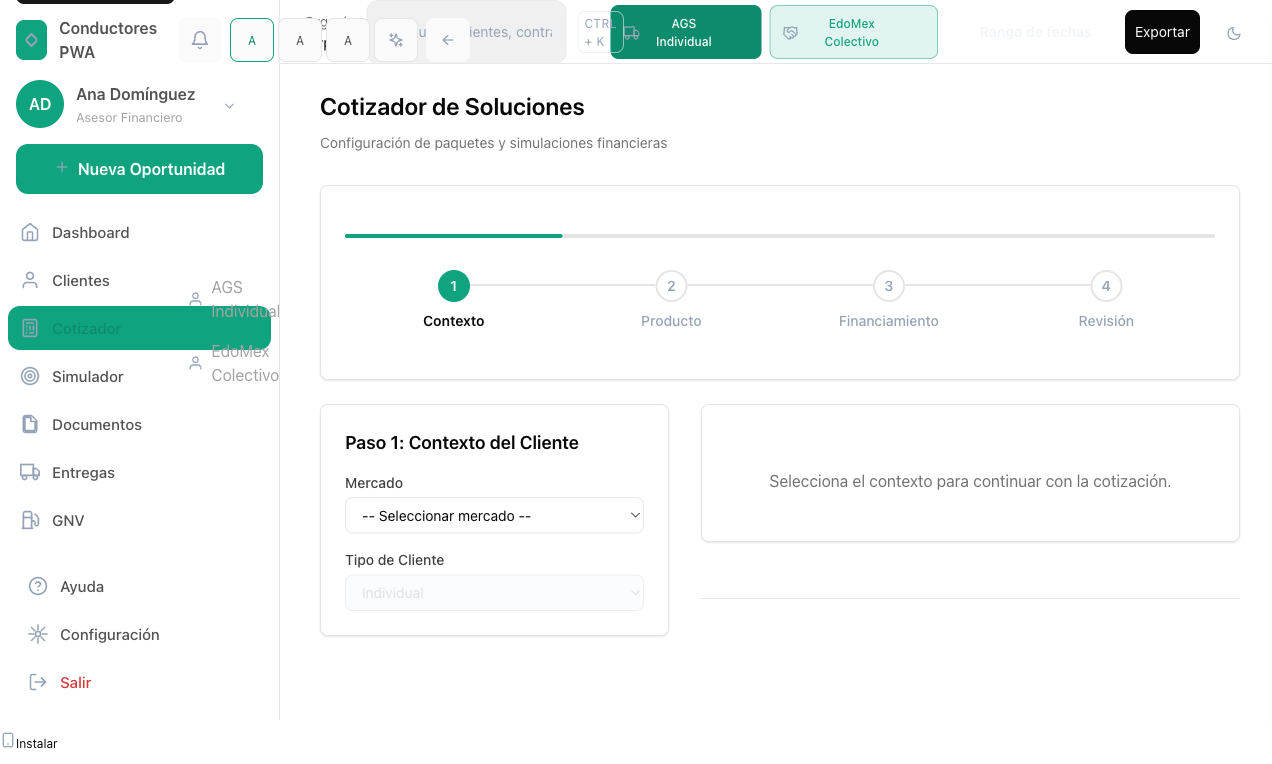 Conductores
PWA
A
A
A
CTRL
+ K
AGS
Individual
EdoMex
Colectivo
Rango de fechas
Exportar
AD
Ana Domínguez
Asesor Financiero
+ Nueva Oportunidad
Dashboard
Clientes
AGS
Individual
Cotizador
EdoMex
Colectivo
Simulador
Documentos
Entregas
GNV
Ayuda
Configuración
Salir
Instalar
Cotizador de Soluciones
Configuración de paquetes y simulaciones financieras
1
2
3
4
Contexto
Producto
Financiamiento
Revisión
Paso 1: Contexto del Cliente
Mercado
-- Seleccionar mercado --
Tipo de Cliente
Individual
Selecciona el contexto para continuar con la cotización.